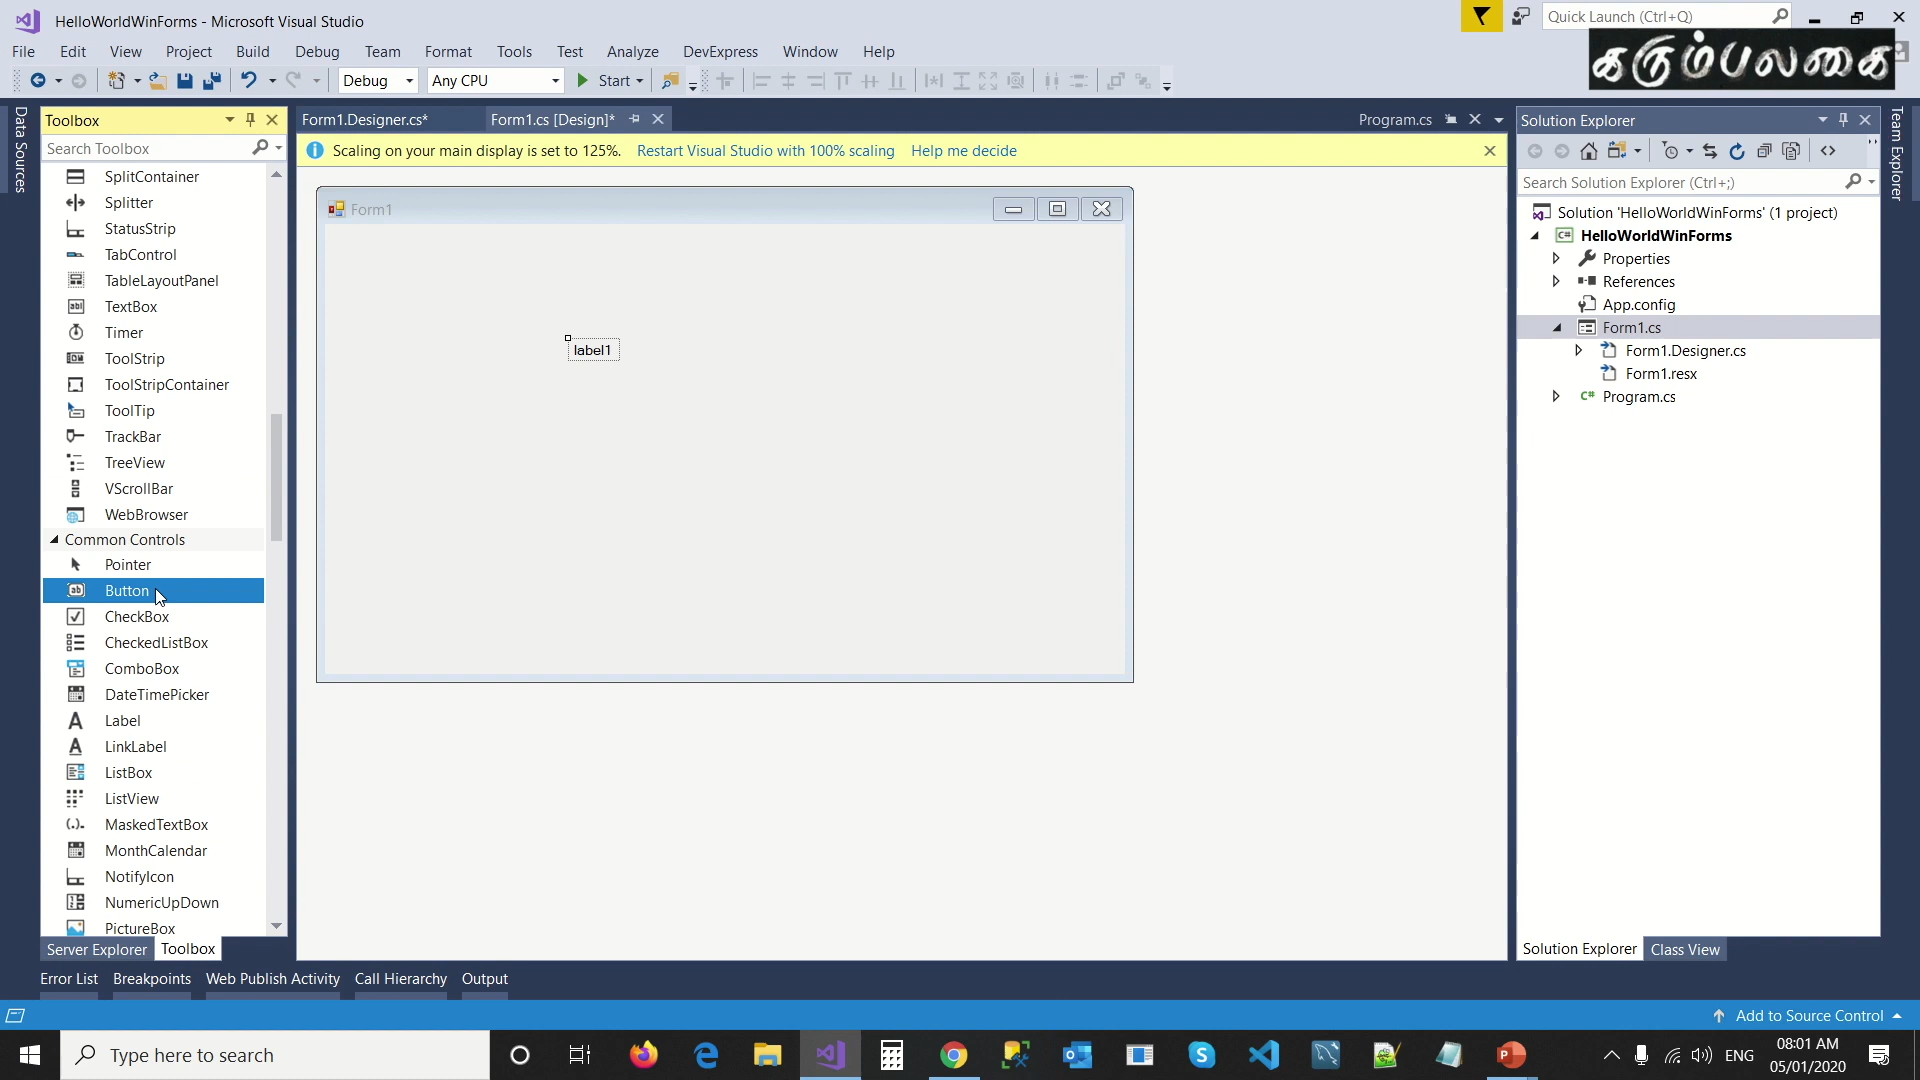 HelloWorldWinForms - Microsoft Visual Studio
Quick Launch (Ctrl+Q)
File Edit View Project Build Debug Team Format Tools Test Analyze DevExpress Window Help
கரும்பலகை
Debug Any CPU Start
Data Sources
Toolbox
Search Toolbox
SplitContainer
Splitter
StatusStrip
TabControl
TableLayoutPanel
TextBox
Timer
ToolStrip
ToolStripContainer
ToolTip
TrackBar
TreeView
VScrollBar
WebBrowser
Common Controls
Pointer
Button
CheckBox
CheckedListBox
ComboBox
DateTimePicker
Label
LinkLabel
ListBox
ListView
MaskedTextBox
MonthCalendar
NotifyIcon
NumericUpDown
PictureBox
Server Explorer Toolbox
Form1.Designer.cs* Form1.cs [Design]* Program.cs
Scaling on your main display is set to 125%. Restart Visual Studio with 100% scaling Help me decide
Form1
label1
Solution Explorer
Search Solution Explorer (Ctrl+;)
Solution 'HelloWorldWinForms' (1 project)
C# HelloWorldWinForms
Properties
References
App.config
Form1.cs
Form1.Designer.cs
Form1.resx
C# Program.cs
Solution Explorer Class View
Team Explorer
Error List Breakpoints Web Publish Activity Call Hierarchy Output
Add to Source Control
Type here to search
ENG
08:01 AM
05/01/2020